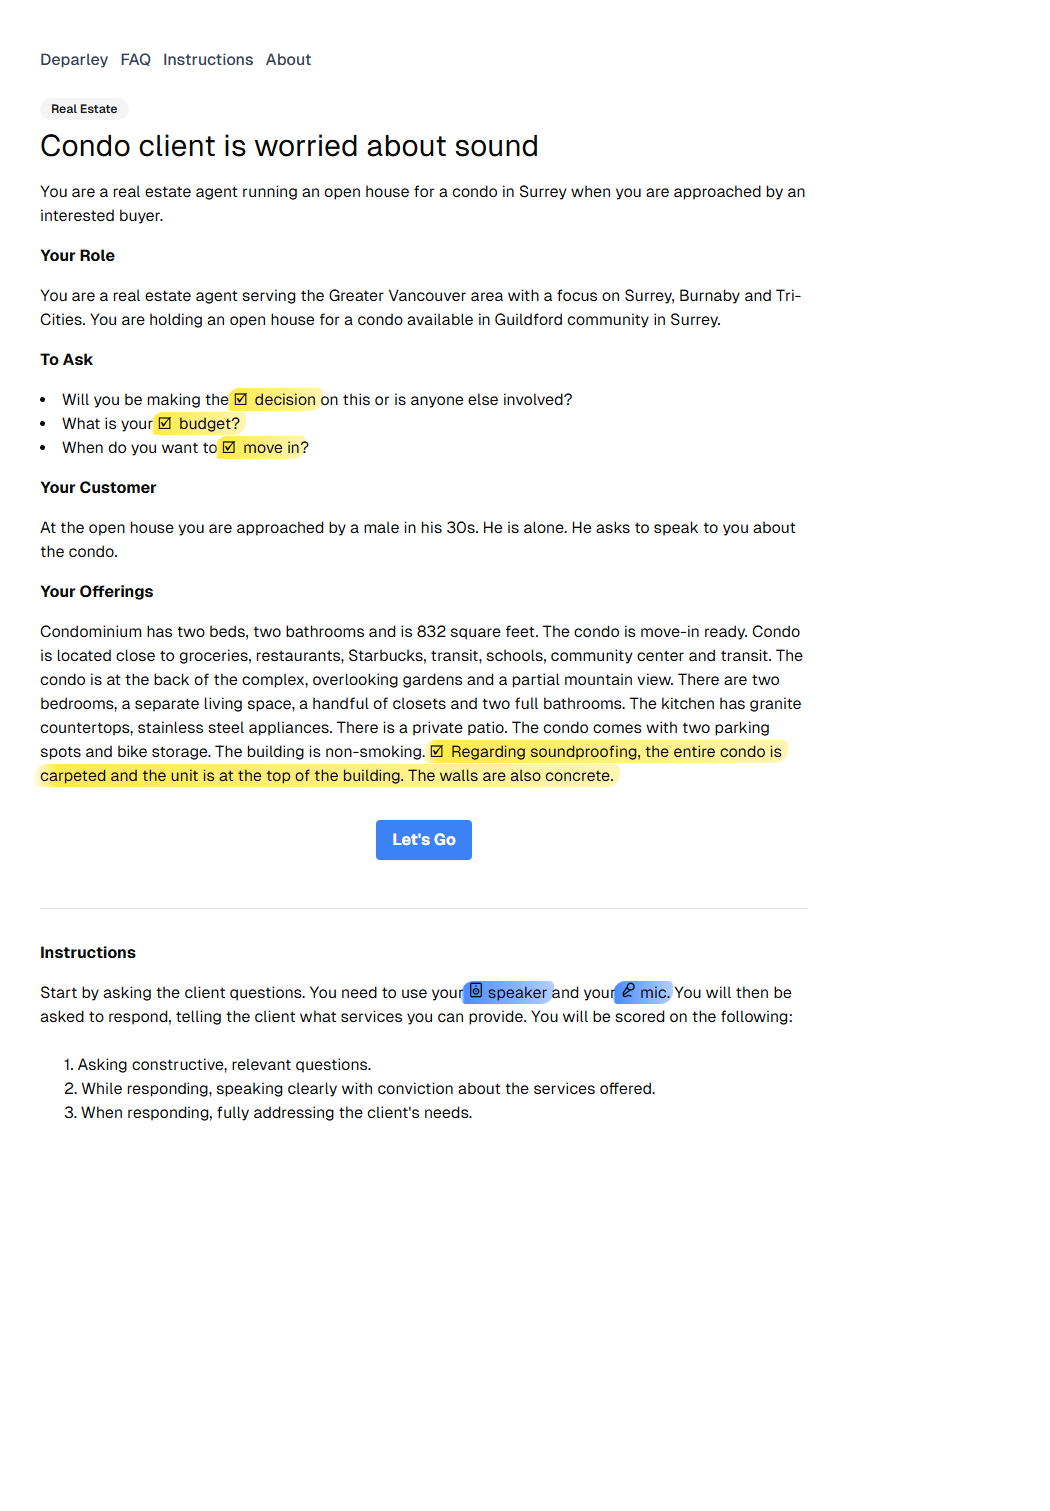 Deparley FAQ Instructions About
Real Estate
Condo client is worried about sound
You are a real estate agent running an open house for a condo in Surrey when you are approached by an
interested buyer.
Your Role
You are a real estate agent serving the Greater Vancouver area with a focus on Surrey, Burnaby and Tri-
Cities. You are holding an open house for a condo available in Guildford community in Surrey.
To Ask
• Will you be making the ☑ decision on this or is anyone else involved?
• What is your ☑ budget?
• When do you want to ☑ move in?
Your Customer
At the open house you are approached by a male in his 30s. He is alone. He asks to speak to you about
the condo.
Your Offerings
Condominium has two beds, two bathrooms and is 832 square feet. The condo is move-in ready. Condo
is located close to groceries, restaurants, Starbucks, transit, schools, community center and transit. The
condo is at the back of the complex, overlooking gardens and a partial mountain view. There are two
bedrooms, a separate living space, a handful of closets and two full bathrooms. The kitchen has granite
countertops, stainless steel appliances. There is a private patio. The condo comes with two parking
spots and bike storage. The building is non-smoking. ☑ Regarding soundproofing, the entire condo is
carpeted and the unit is at the top of the building. The walls are also concrete.
Let's Go
Instructions
Start by asking the client questions. You need to use your speaker and your mic. You will then be
asked to respond, telling the client what services you can provide. You will be scored on the following:
1. Asking constructive, relevant questions.
2. While responding, speaking clearly with conviction about the services offered.
3. When responding, fully addressing the client's needs.